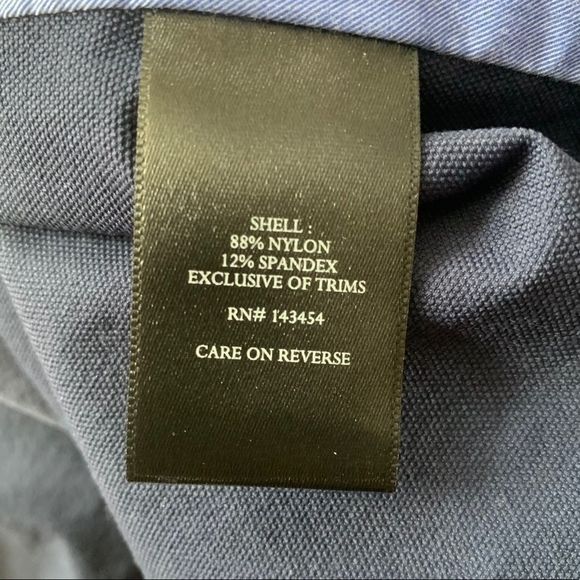 SHELL :
88% NYLON
12% SPANDEX
EXCLUSIVE OF TRIMS
RN# 143454
CARE ON REVERSE